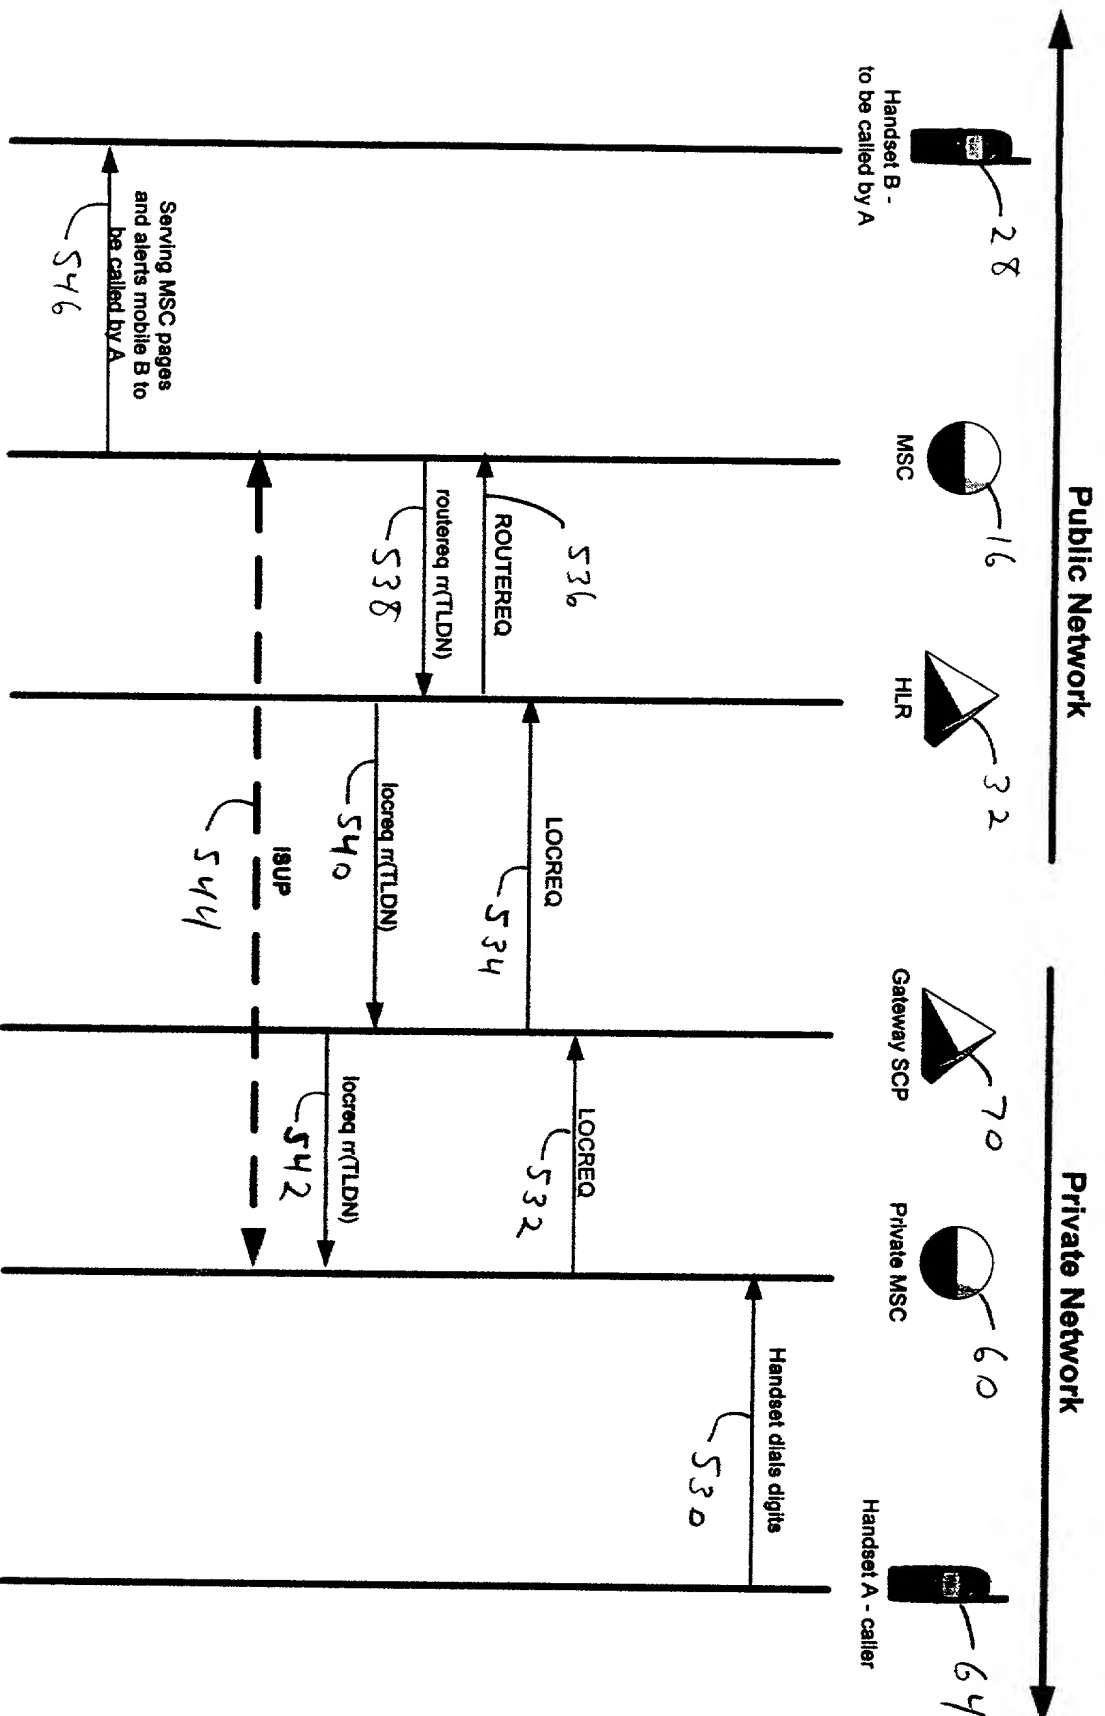 Public Network
Private Network
28
16
32
70
60
64
Handset B -
to be called by A
MSC
HLR
Gateway SCP
Private MSC
Handset A - caller
Handset dials digits
530
LOCREQ
532
LOCREQ
534
ROUTEREQ
536
routereq rr(TLDN)
538
locreq rr(TLDN)
540
locreq rr(TLDN)
542
ISUP
544
Serving MSC pages
and alerts mobile B to
be called by A
546